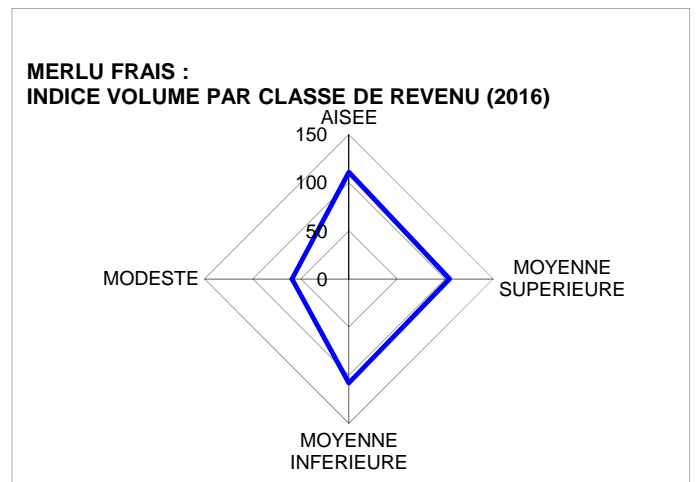 MERLU FRAIS :
INDICE VOLUME PAR CLASSE DE REVENU (2016)
AISEE
150
100
50
0
MODESTE
MOYENNE
SUPERIEURE
MOYENNE
INFERIEURE